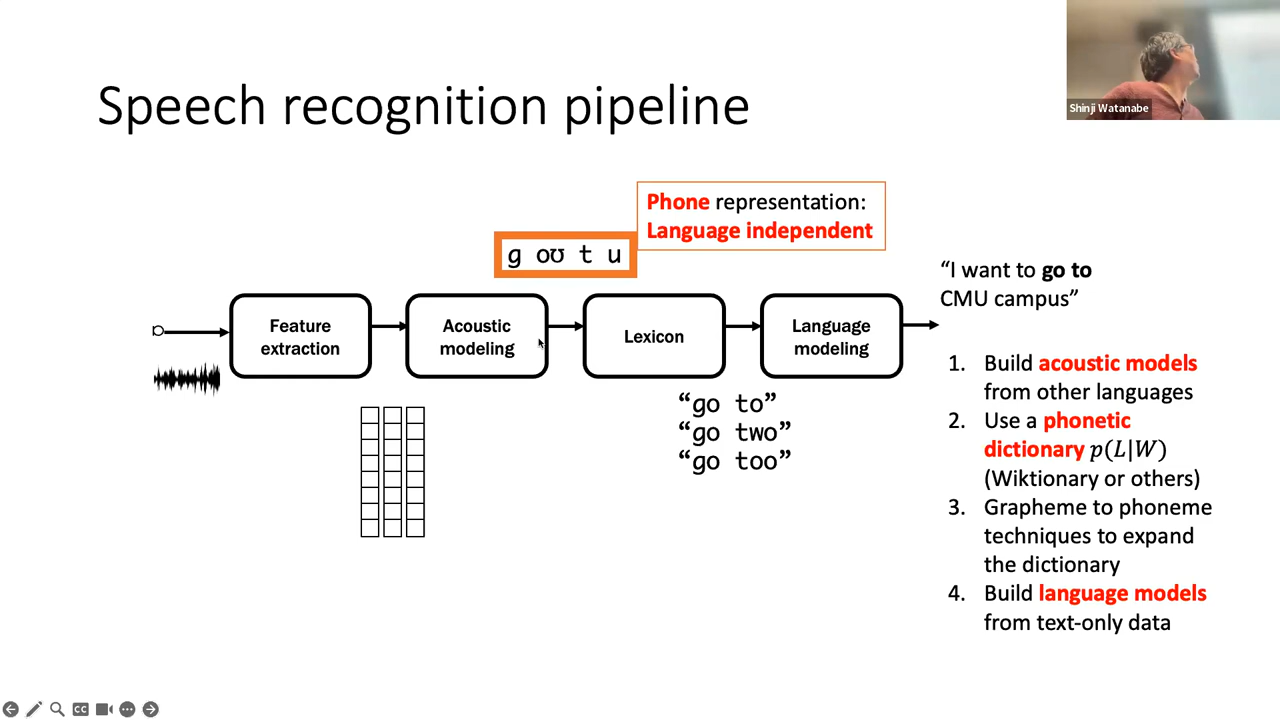 Speech recognition pipeline
Shinji Watanabe
Phone representation:
Language independent
g oʊ t u
Feature
extraction
Acoustic
modeling
Lexicon
Language
modeling
“go to”
“go two”
“go too”
“I want to go to
CMU campus”
1. Build acoustic models
from other languages
2. Use a phonetic
dictionary p(L|W)
(Wiktionary or others)
3. Grapheme to phoneme
techniques to expand
the dictionary
4. Build language models
from text-only data
CC